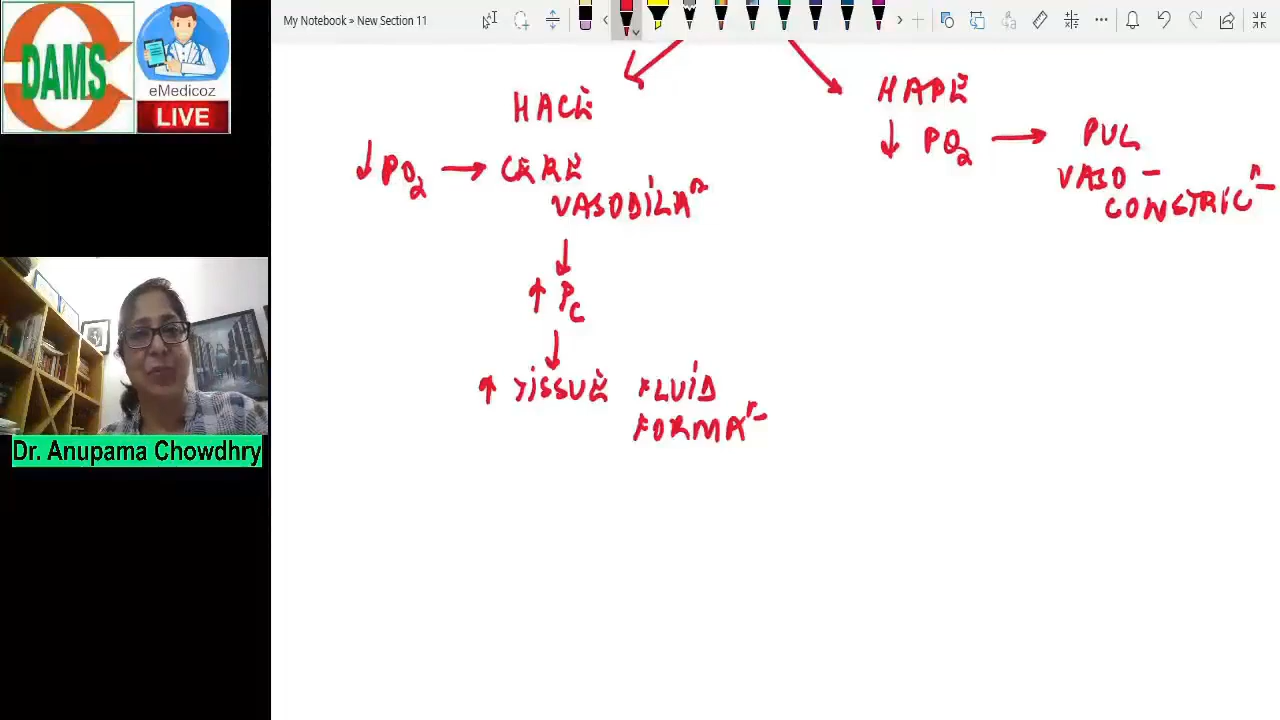 My Notebook > New Section 11
DAMS
eMedicoz
LIVE
HACE
↓ PO2 → CERE
VASODILAⁿ
↑ PC
↑ TISSUE FLUID
FORMAⁿ-
HAPE
↓ PO2 → PUL
VASO -
CONSTRICⁿ-
Dr. Anupama Chowdhry